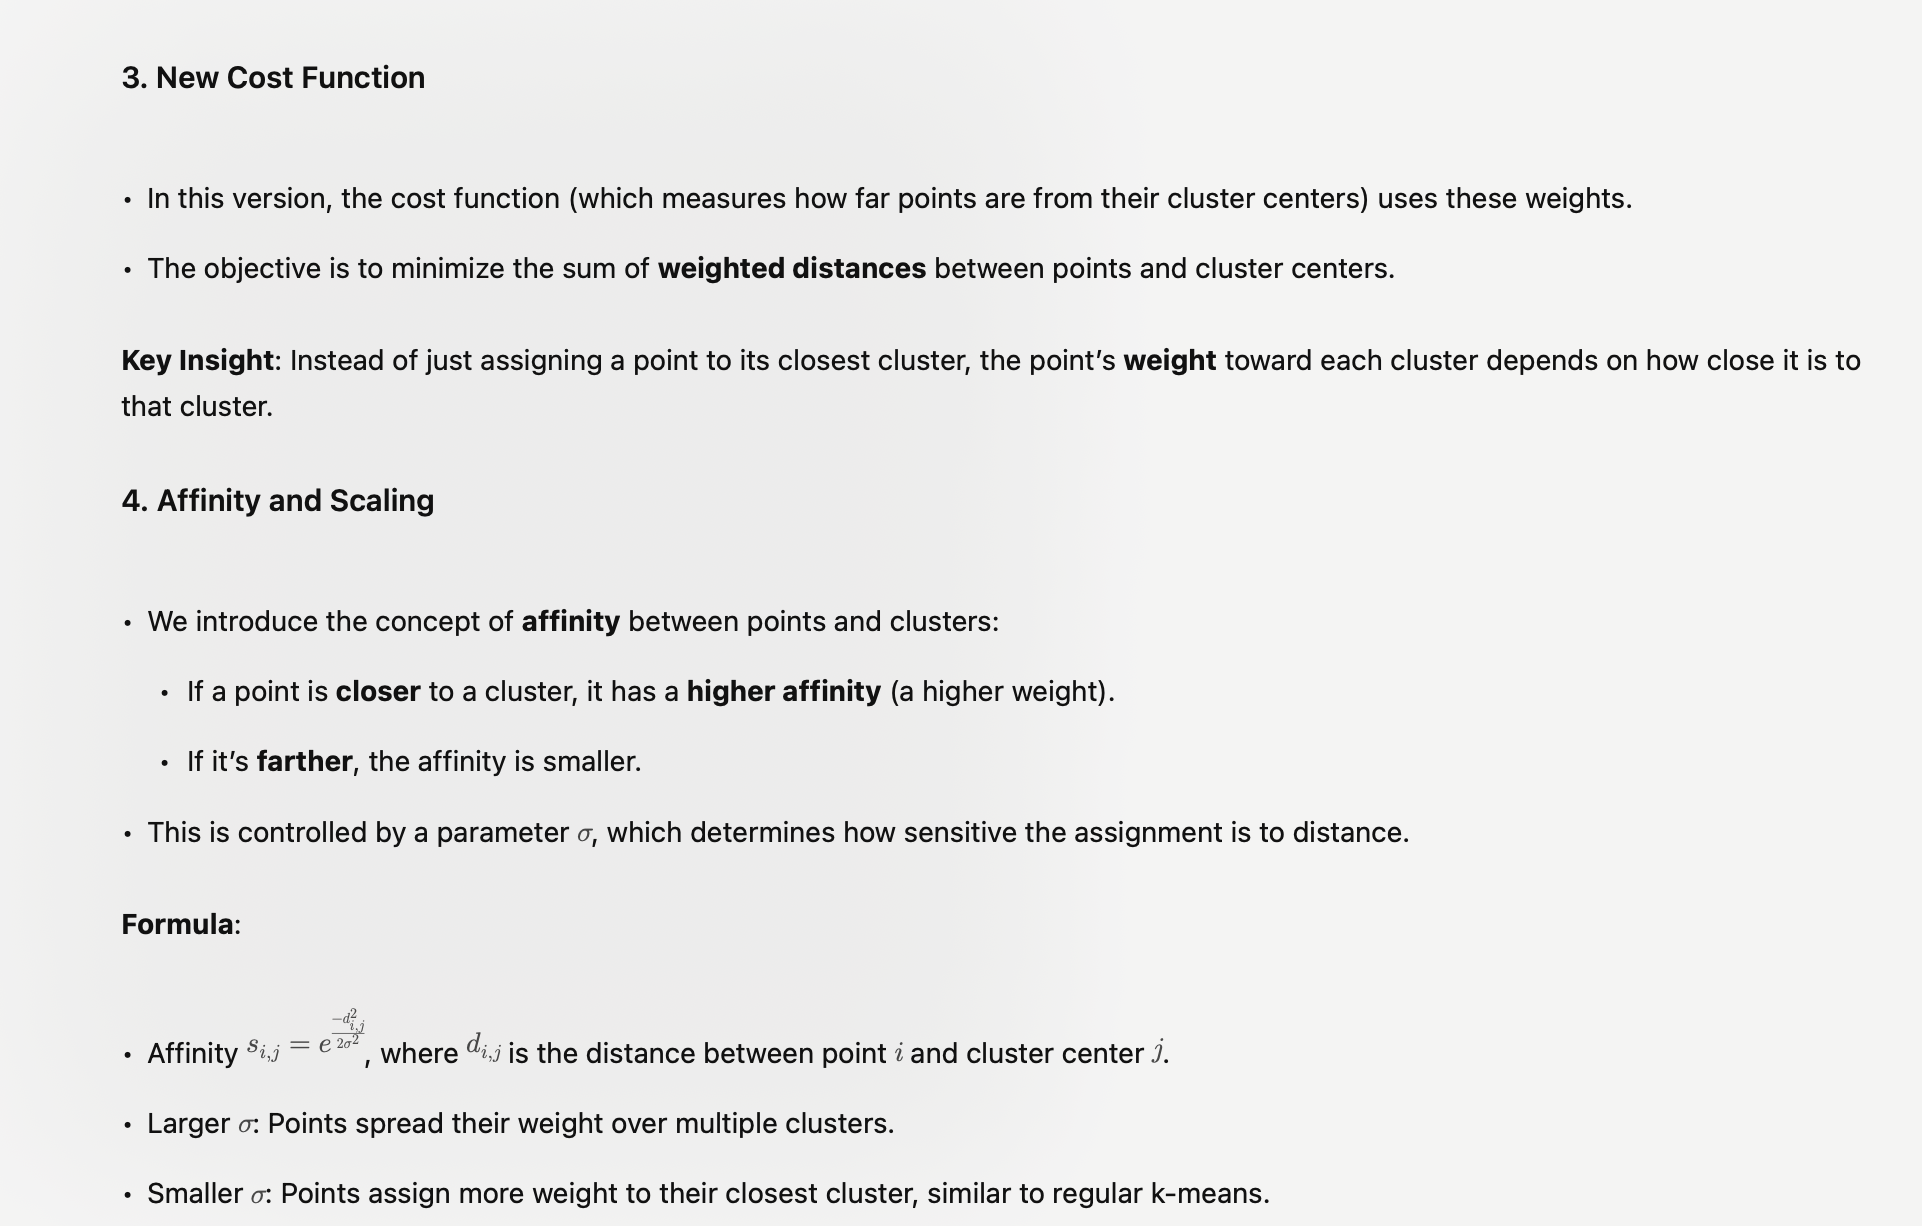 3. New Cost Function
• In this version, the cost function (which measures how far points are from their cluster centers) uses these weights.
• The objective is to minimize the sum of weighted distances between points and cluster centers.
Key Insight: Instead of just assigning a point to its closest cluster, the point’s weight toward each cluster depends on how close it is to
that cluster.
4. Affinity and Scaling
• We introduce the concept of affinity between points and clusters:
• If a point is closer to a cluster, it has a higher affinity (a higher weight).
• If it’s farther, the affinity is smaller.
• This is controlled by a parameter σ, which determines how sensitive the assignment is to distance.
Formula:
• Affinity $s_{i,j} = e^{\frac{-d_{i,j}^2}{2\sigma^2}}$, where $d_{i,j}$ is the distance between point $i$ and cluster center $j$.
• Larger σ: Points spread their weight over multiple clusters.
• Smaller σ: Points assign more weight to their closest cluster, similar to regular k-means.